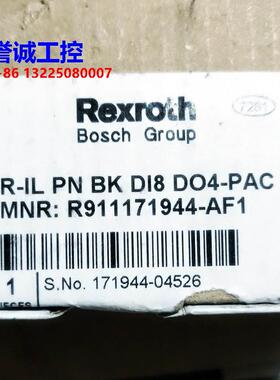 誉诚工控
86 13225080007
Rexroth
Bosch Group
7261
R-IL PN BK DI8 DO4-PAC
MNR: R911171944-AF1
1
S.No. 171944-04526